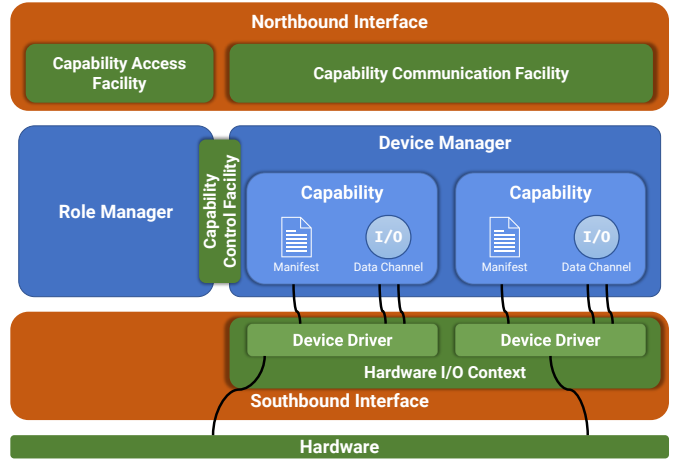 Northbound Interface
Capability Access
Facility
Capability Communication Facility
Role Manager
Capability
Control Facility
Device Manager
Capability
I/O
Manifest
Data Channel
Capability
I/O
Manifest
Data Channel
Device Driver
Device Driver
Hardware I/O Context
Southbound Interface
Hardware